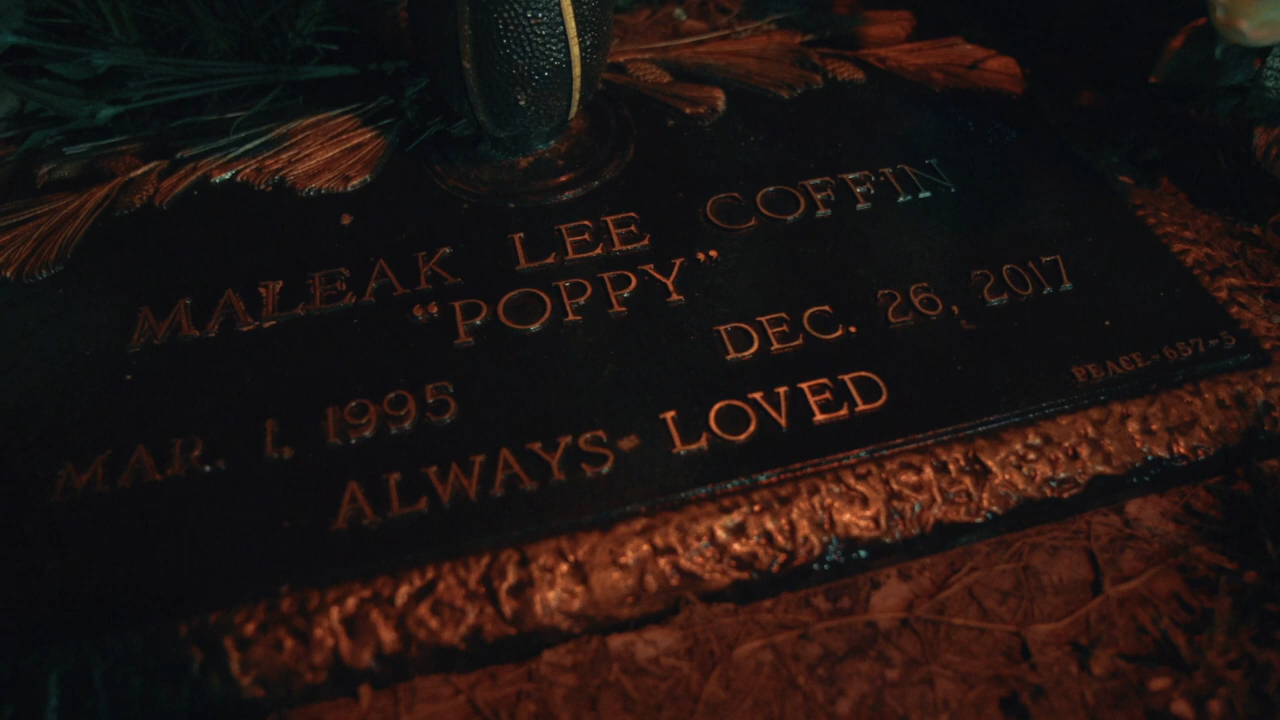 MALEAK LEE COFFIN
“POPPY”
MAR. 1, 1995 DEC. 26, 2017
ALWAYS LOVED
PEACE-657-5